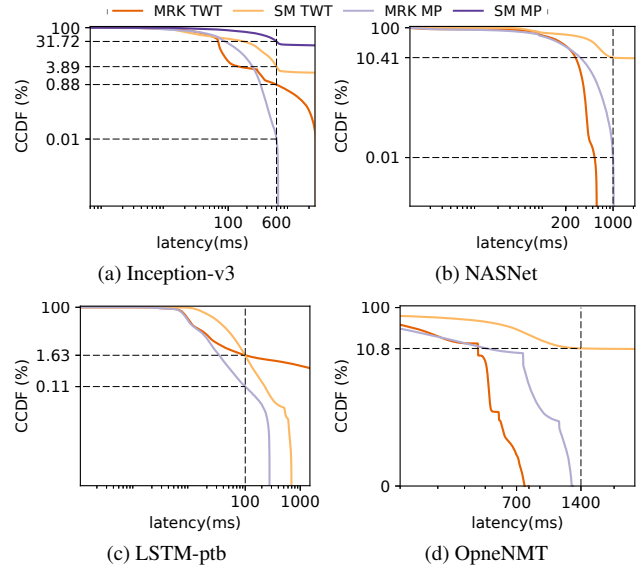 MRK TWT SM TWT MRK MP SM MP
100
31.72
3.89
0.88
0.01
CCDF (%)
100 600
latency(ms)
(a) Inception-v3
100
10.41
0.01
CCDF (%)
200 1000
latency(ms)
(b) NASNet
100
1.63
0.11
CCDF (%)
100 1000
latency(ms)
(c) LSTM-ptb
100
10.8
0
CCDF (%)
700 1400
latency(ms)
(d) OpneNMT